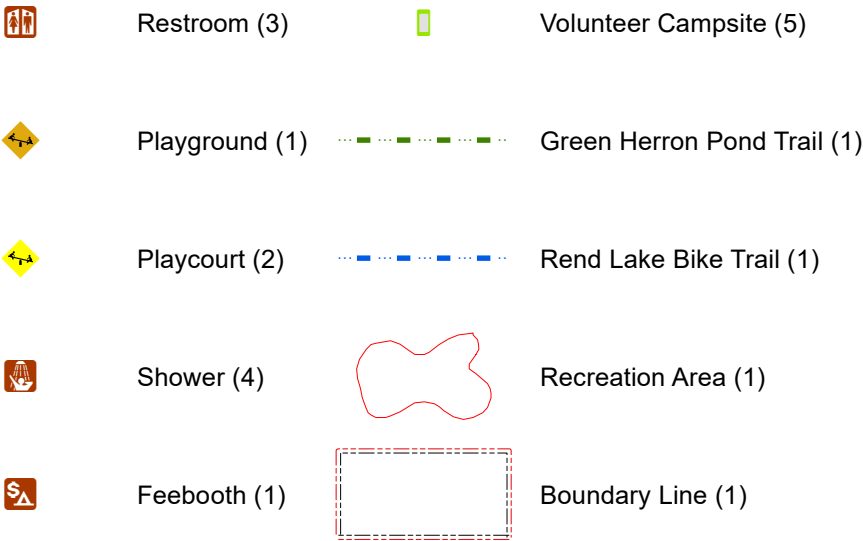 Restroom (3)
Volunteer Campsite (5)
Playground (1)
Green Herron Pond Trail (1)
Playcourt (2)
Rend Lake Bike Trail (1)
Shower (4)
Recreation Area (1)
$
Feebooth (1)
Boundary Line (1)